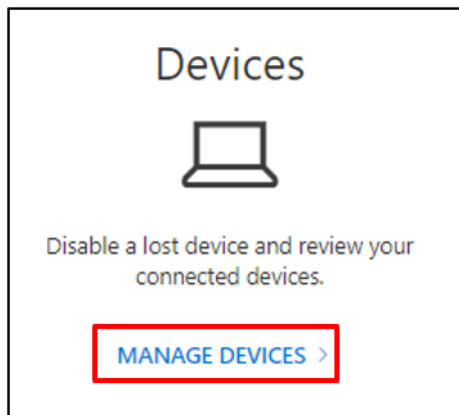 Devices
Disable a lost device and review your
connected devices.
MANAGE DEVICES >